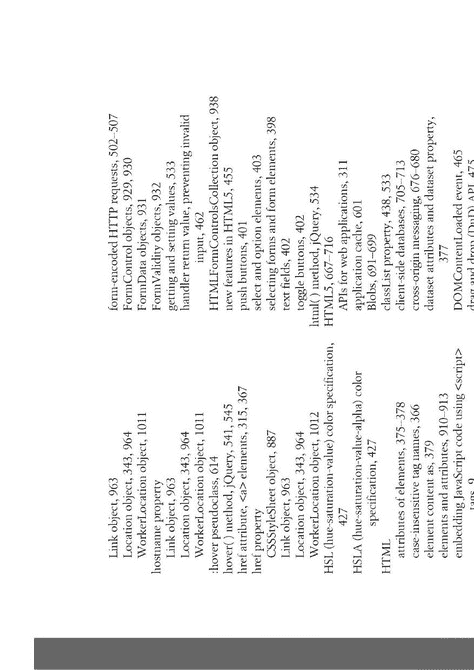 Link object, 963
Location object, 343, 964
WorkerLocation object, 1011
hostname property
Link object, 963
Location object, 343, 964
WorkerLocation object, 1011
:hover pseudoclass, 614
hover( ) method, jQuery, 541, 545
href attribute, <a> elements, 315, 367
href property
CSSStyleSheet object, 887
Link object, 963
Location object, 343, 964
WorkerLocation object, 1012
HSL (hue-saturation-value) color specification,
427
HSLA (hue-saturation-value-alpha) color
specification, 427
HTML
attributes of elements, 375–378
case-insensitive tag names, 366
element content as, 379
elements and attributes, 910–913
embedding JavaScript code using <script>
tags, 9
form-encoded HTTP requests, 502–507
FormControl objects, 929, 930
FormData objects, 931
FormValidity objects, 932
getting and setting values, 533
handler return value, preventing invalid
input, 462
HTMLFormControlsCollection object, 938
new features in HTML5, 455
push buttons, 401
select and option elements, 403
selecting forms and form elements, 398
text fields, 402
toggle buttons, 402
html( ) method, jQuery, 534
HTML5, 667–716
APIs for web applications, 311
application cache, 601
Blobs, 691–699
classList property, 438, 533
client-side databases, 705–713
cross-origin messaging, 676–680
dataset attributes and dataset property,
377
DOMContentLoaded event, 465
drag and drop (DnD) API, 475